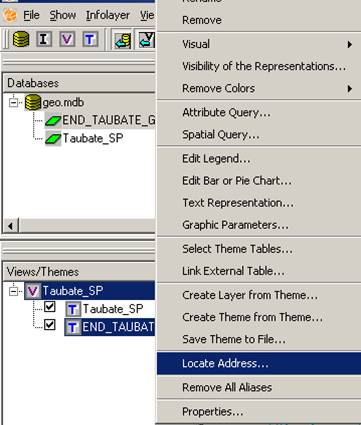 Remove
File Show Infolayer
I V T
Visual
Visibility of the Representations...
Remove Colors
Databases
geo.mdb
END_TAUBATE_G
Taubate_SP
Attribute Query...
Spatial Query...
Edit Legend...
Edit Bar or Pie Chart...
Text Representation...
Graphic Parameters...
Select Theme Tables...
Link External Table...
Views/Themes
V Taubate_SP
T Taubate_SP
T END_TAUBAT
Create Layer from Theme...
Create Theme from Theme...
Save Theme to File...
Locate Address...
Remove All Aliases
Properties...